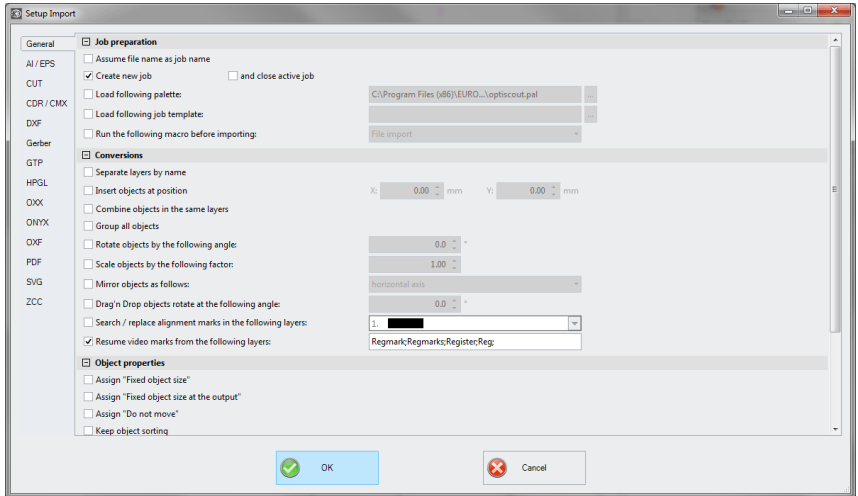 Setup Import
General
AI / EPS
CUT
CDR / CMX
DXF
Gerber
GTP
HPGL
OXX
ONYX
OXF
PDF
SVG
ZCC
Job preparation
Assume file name as job name
Create new job and close active job
Load following palette: C:\Program Files (x86)\EURO...\optiscout.pal ...
Load following job template: ...
Run the following macro before importing: File import
Conversions
Separate layers by name
Insert objects at position X: 0.00 mm Y: 0.00 mm
Combine objects in the same layers
Group all objects
Rotate objects by the following angle: 0.0 °
Scale objects by the following factor: 1.00
Mirror objects as follows: horizontal axis
Drag'n Drop objects rotate at the following angle: 0.0 °
Search / replace alignment marks in the following layers: 1.
Resume video marks from the following layers: Regmark;Regmarks;Register;Reg;
Object properties
Assign "Fixed object size"
Assign "Fixed object size at the output"
Assign "Do not move"
Keep object sorting
OK
Cancel